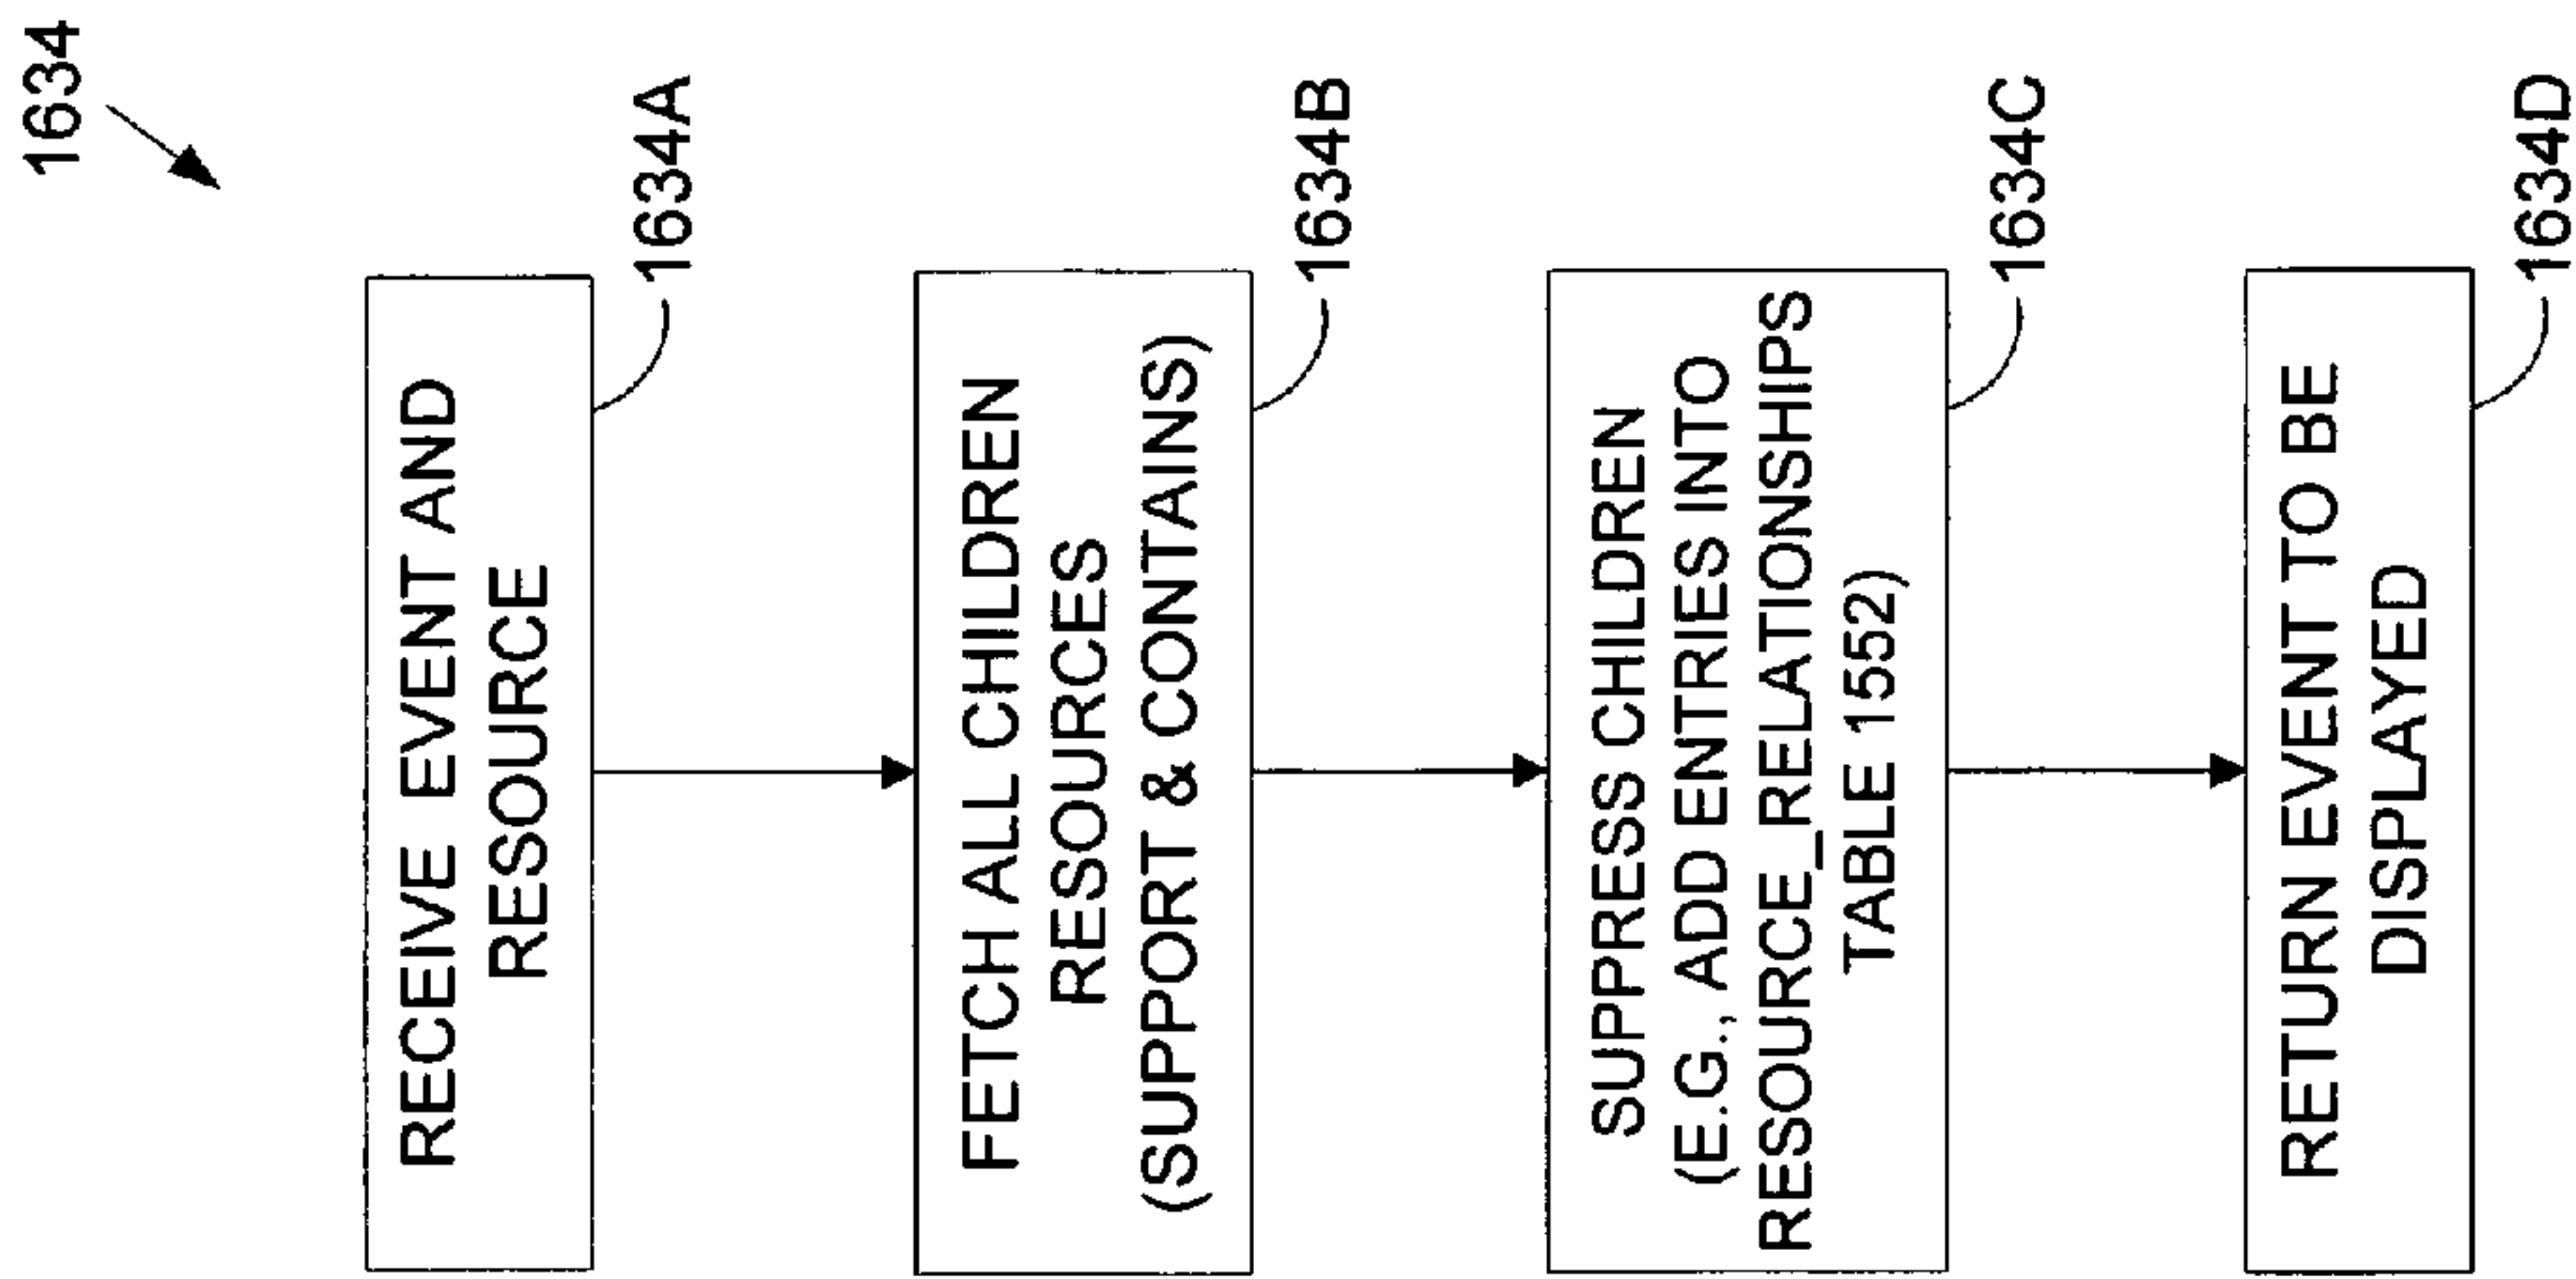 1634
RECEIVE EVENT AND
RESOURCE
1634A
FETCH ALL CHILDREN
RESOURCES
(SUPPORT & CONTAINS)
1634B
SUPPRESS CHILDREN
(E.G., ADD ENTRIES INTO
RESOURCE_RELATIONSHIPS
TABLE 1552)
1634C
RETURN EVENT TO BE
DISPLAYED
1634D